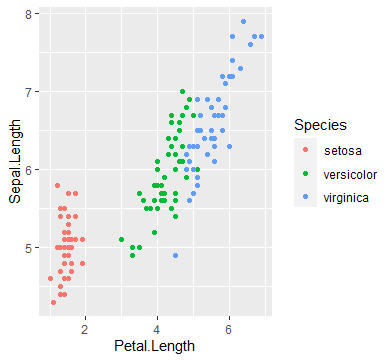 8
7
6
5
Sepal.Length
2
4
6
Petal.Length
Species
setosa
versicolor
virginica